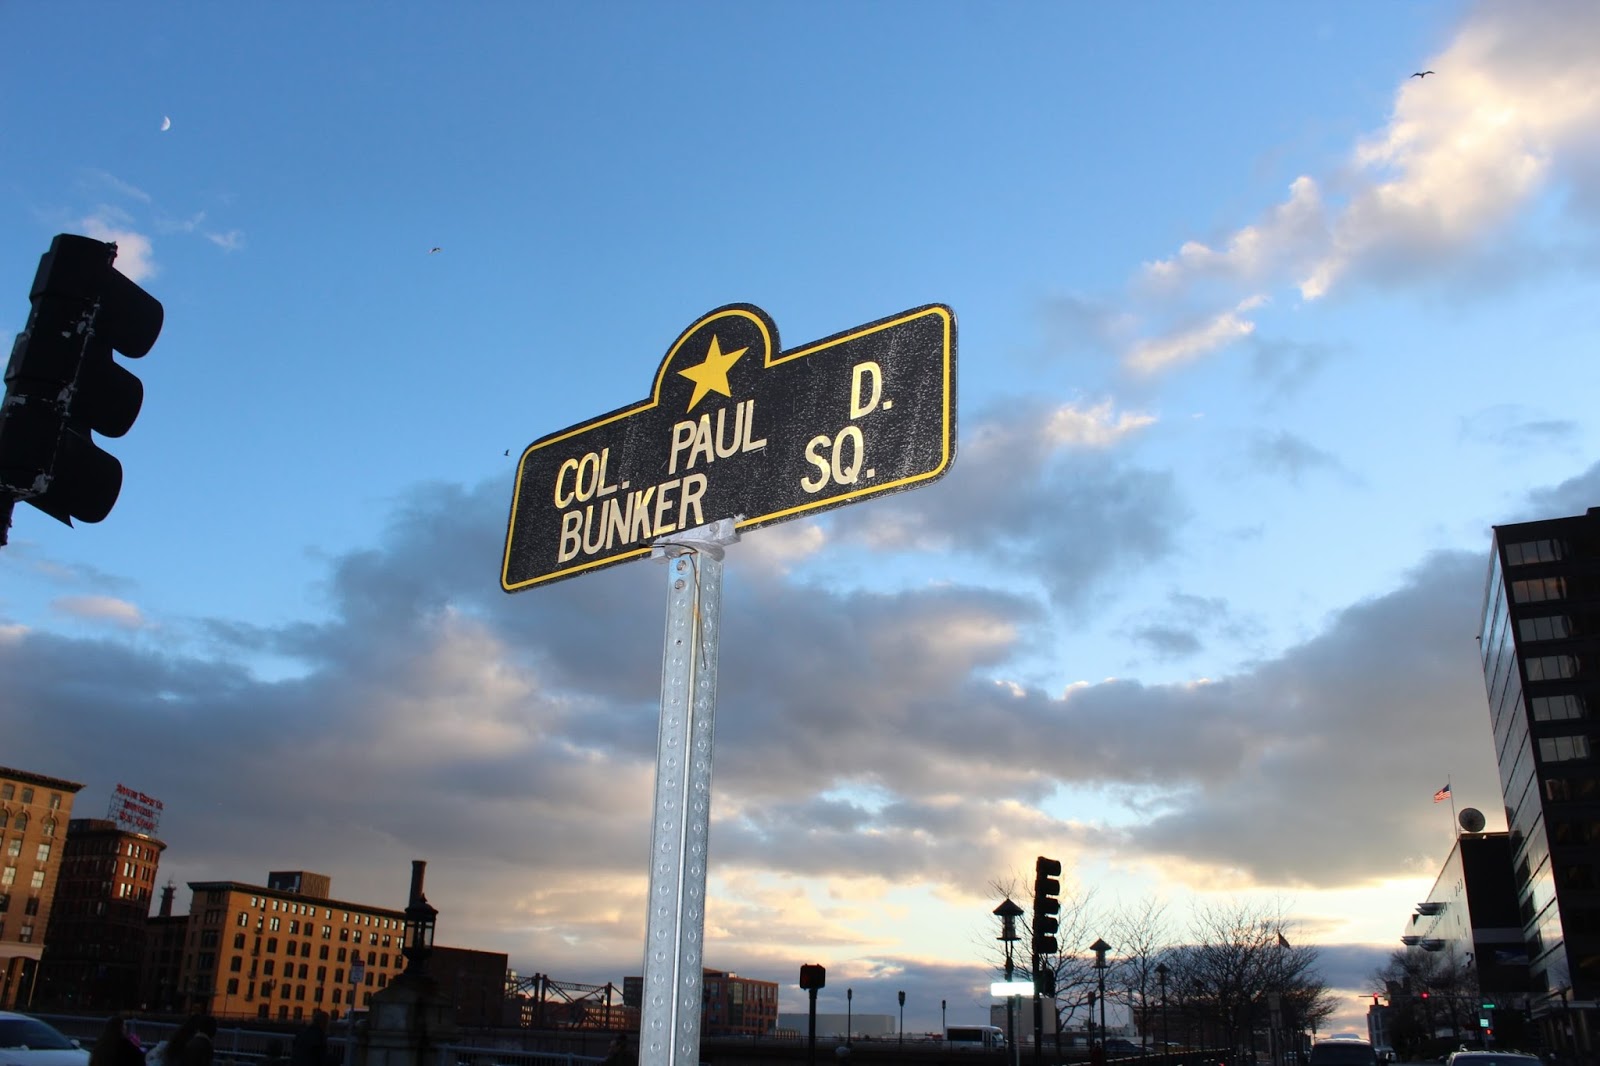 COL. PAUL D.
BUNKER SQ.